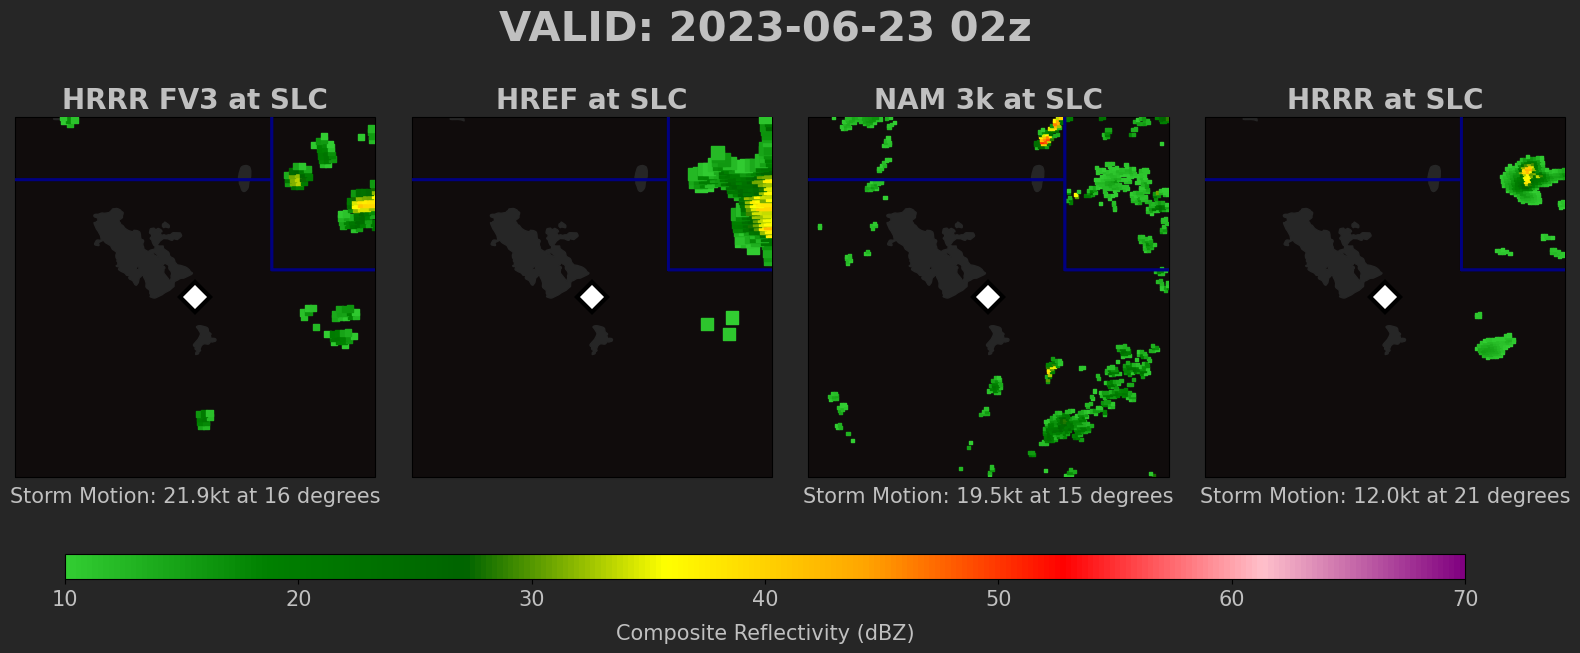 VALID: 2023-06-23 02z
HRRR FV3 at SLC
HREF at SLC
NAM 3k at SLC
HRRR at SLC
Storm Motion: 21.9kt at 16 degrees
Storm Motion: 19.5kt at 15 degrees
Storm Motion: 12.0kt at 21 degrees
10 20 30 40 50 60 70
Composite Reflectivity (dBZ)